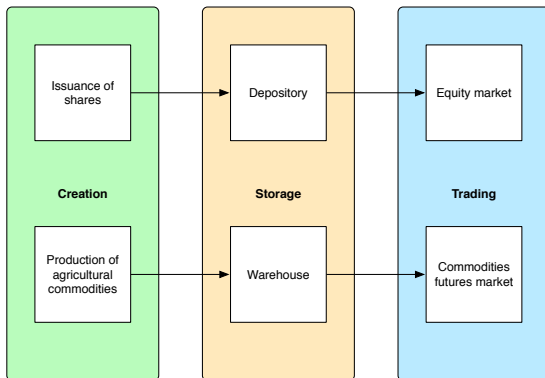 Issuance of
shares
Depository
Equity market
Creation
Storage
Trading
Production of
agricultural
commodities
Warehouse
Commodities
futures market